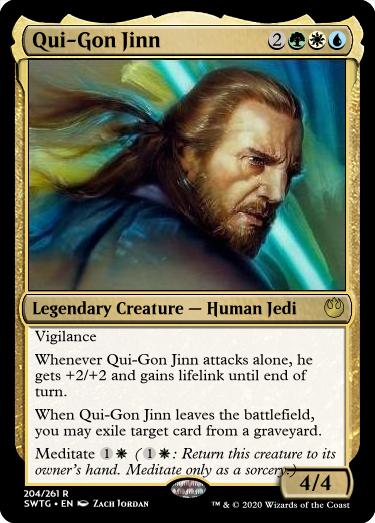 Qui-Gon Jinn 2
Legendary Creature — Human Jedi
Vigilance
Whenever Qui-Gon Jinn attacks alone, he
gets +2/+2 and gains lifelink until end of
turn.
When Qui-Gon Jinn leaves the battlefield,
you may exile target card from a graveyard.
Meditate 1 ( 1 : Return this creature to its
owner's hand. Meditate only as a sorcery.)
4/4
204/261 R
SWTG • EN Zach Jordan
™ & © 2020 Wizards of the Coast